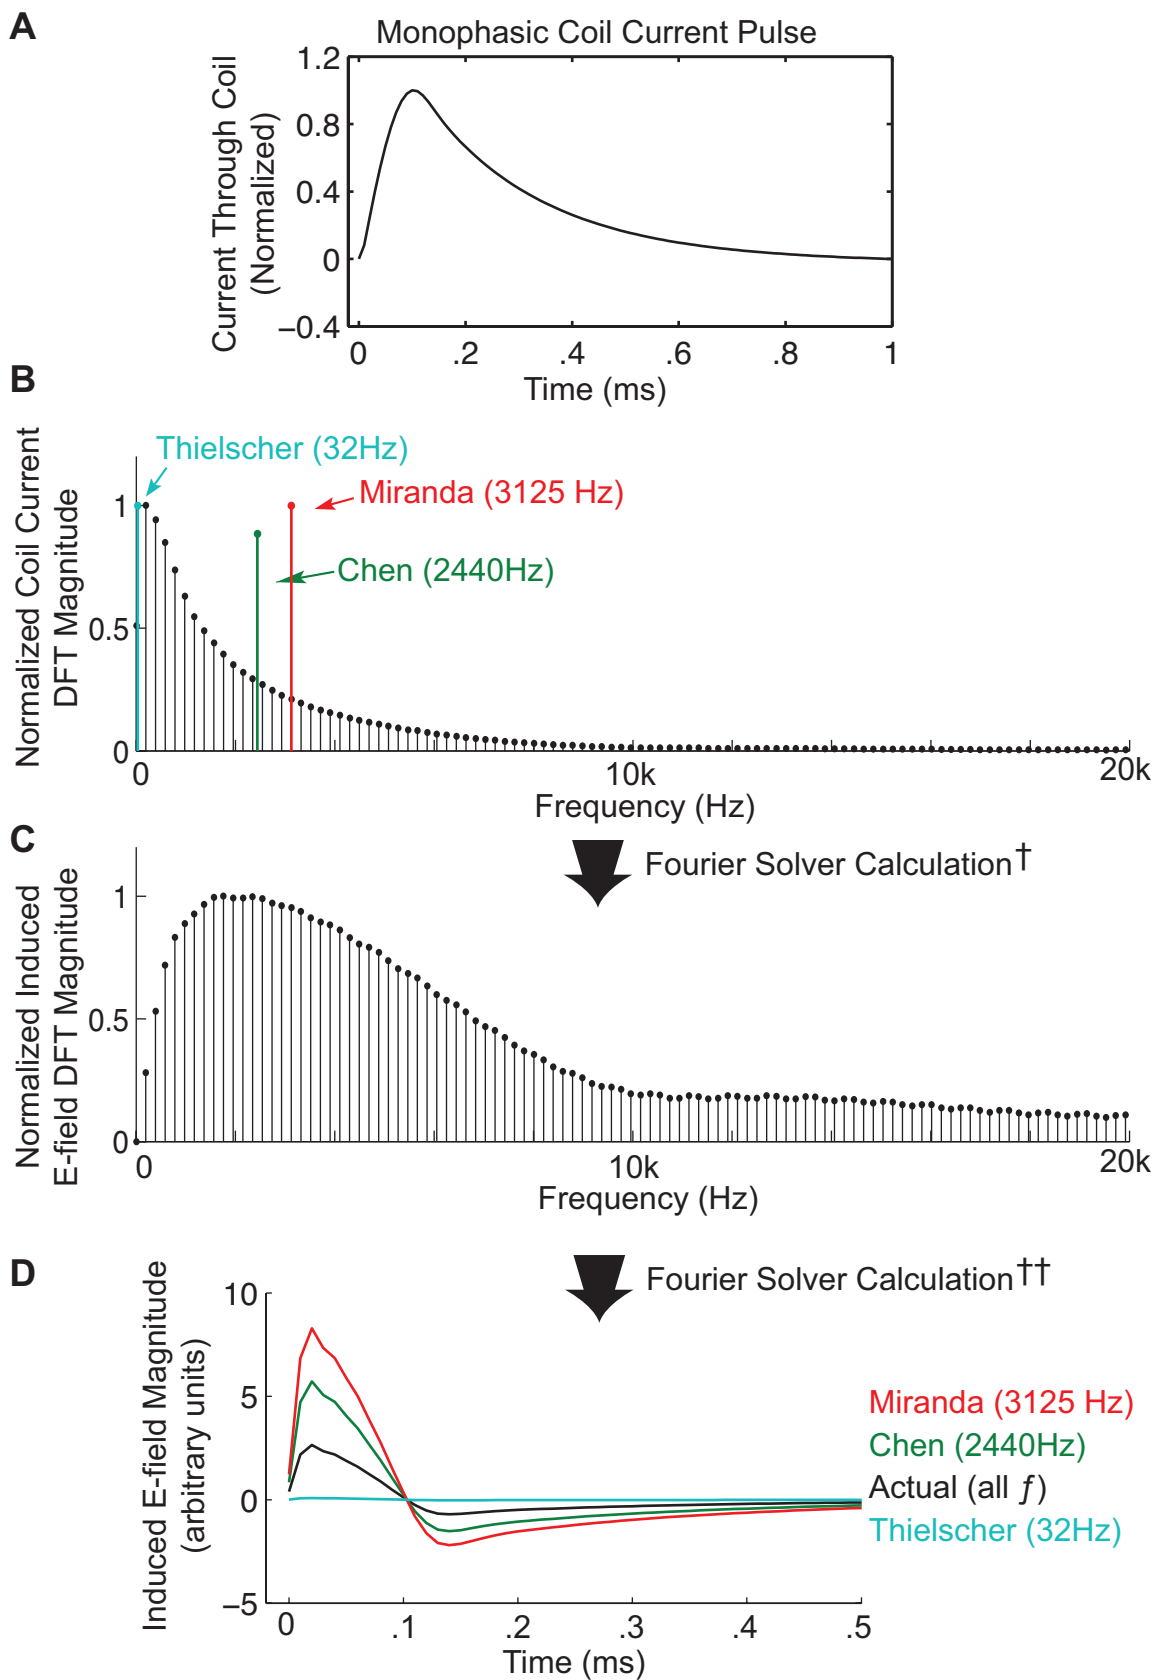 A
Monophasic Coil Current Pulse
Current Through Coil
(Normalized)
1.2
0.8
0.4
0
−0.4
0 .2 .4 .6 .8 1
Time (ms)
B
Thielscher (32Hz)
Miranda (3125 Hz)
Chen (2440Hz)
Normalized Coil Current
DFT Magnitude
1
0.5
0
0 10k 20k
Frequency (Hz)
C
Fourier Solver Calculation†
Normalized Induced
E-field DFT Magnitude
1
0.5
0
0 10k 20k
Frequency (Hz)
D
Fourier Solver Calculation††
Induced E-field Magnitude
(arbitrary units)
10
5
0
−5
0 .1 .2 .3 .4 .5
Time (ms)
Miranda (3125 Hz)
Chen (2440Hz)
Actual (all ƒ)
Thielscher (32Hz)